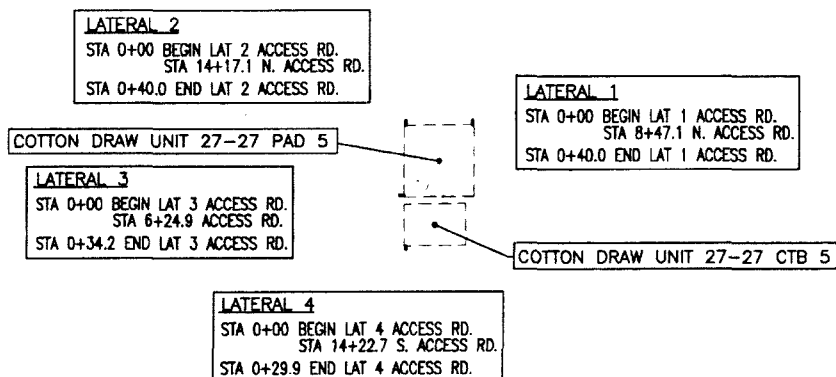 LATERAL 2
STA 0+00 BEGIN LAT 2 ACCESS RD.
STA 14+17.1 N. ACCESS RD.
STA 0+40.0 END LAT 2 ACCESS RD.
LATERAL 1
STA 0+00 BEGIN LAT 1 ACCESS RD.
STA 8+47.1 N. ACCESS RD.
STA 0+40.0 END LAT 1 ACCESS RD.
COTTON DRAW UNIT 27-27 PAD 5
LATERAL 3
STA 0+00 BEGIN LAT 3 ACCESS RD.
STA 6+24.9 ACCESS RD.
STA 0+34.2 END LAT 3 ACCESS RD.
COTTON DRAW UNIT 27-27 CTB 5
LATERAL 4
STA 0+00 BEGIN LAT 4 ACCESS RD.
STA 14+22.7 S. ACCESS RD.
STA 0+29.9 END LAT 4 ACCESS RD.